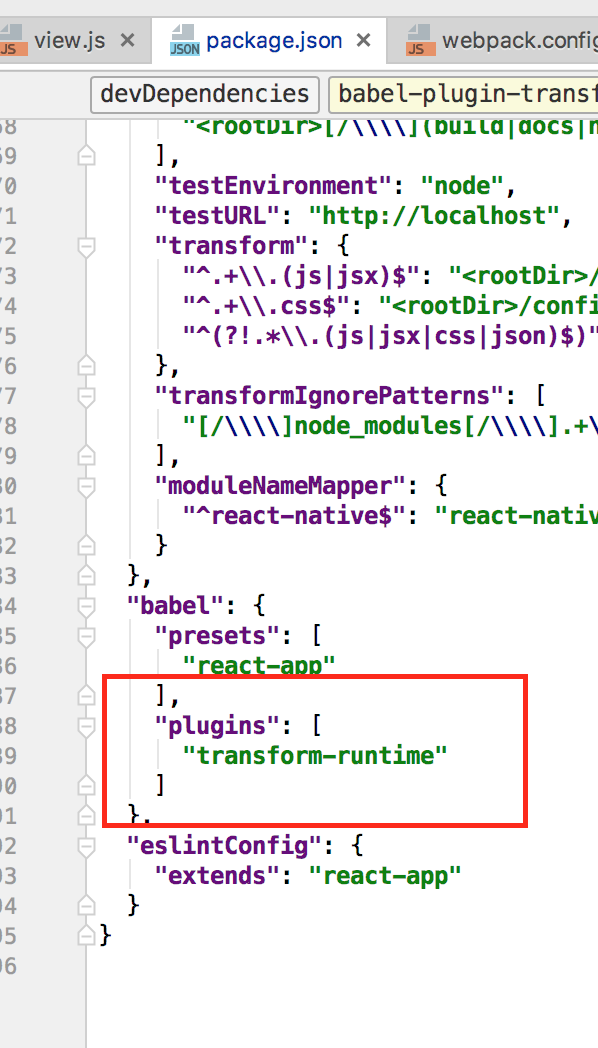 JS view.js × JSON package.json × JS webpack.config
devDependencies babel-plugin-transf
68 "<rootDir>[/\\\\](build|docs|n
69 ],
70 "testEnvironment": "node",
71 "testURL": "http://localhost",
72 "transform": {
73 "^.+\\.(js|jsx)$": "<rootDir>/
74 "^.+\\.css$": "<rootDir>/confi
75 "^(?!.*\\.(js|jsx|css|json)$)"
76 },
77 "transformIgnorePatterns": [
78 "[/\\\\]node_modules[/\\\\].+\
79 ],
80 "moduleNameMapper": {
81 "^react-native$": "react-nativ
82 }
83 },
84 "babel": {
85 "presets": [
86 "react-app"
87 ],
88 "plugins": [
89 "transform-runtime"
90 ]
91 },
92 "eslintConfig": {
93 "extends": "react-app"
94 }
95 }
96